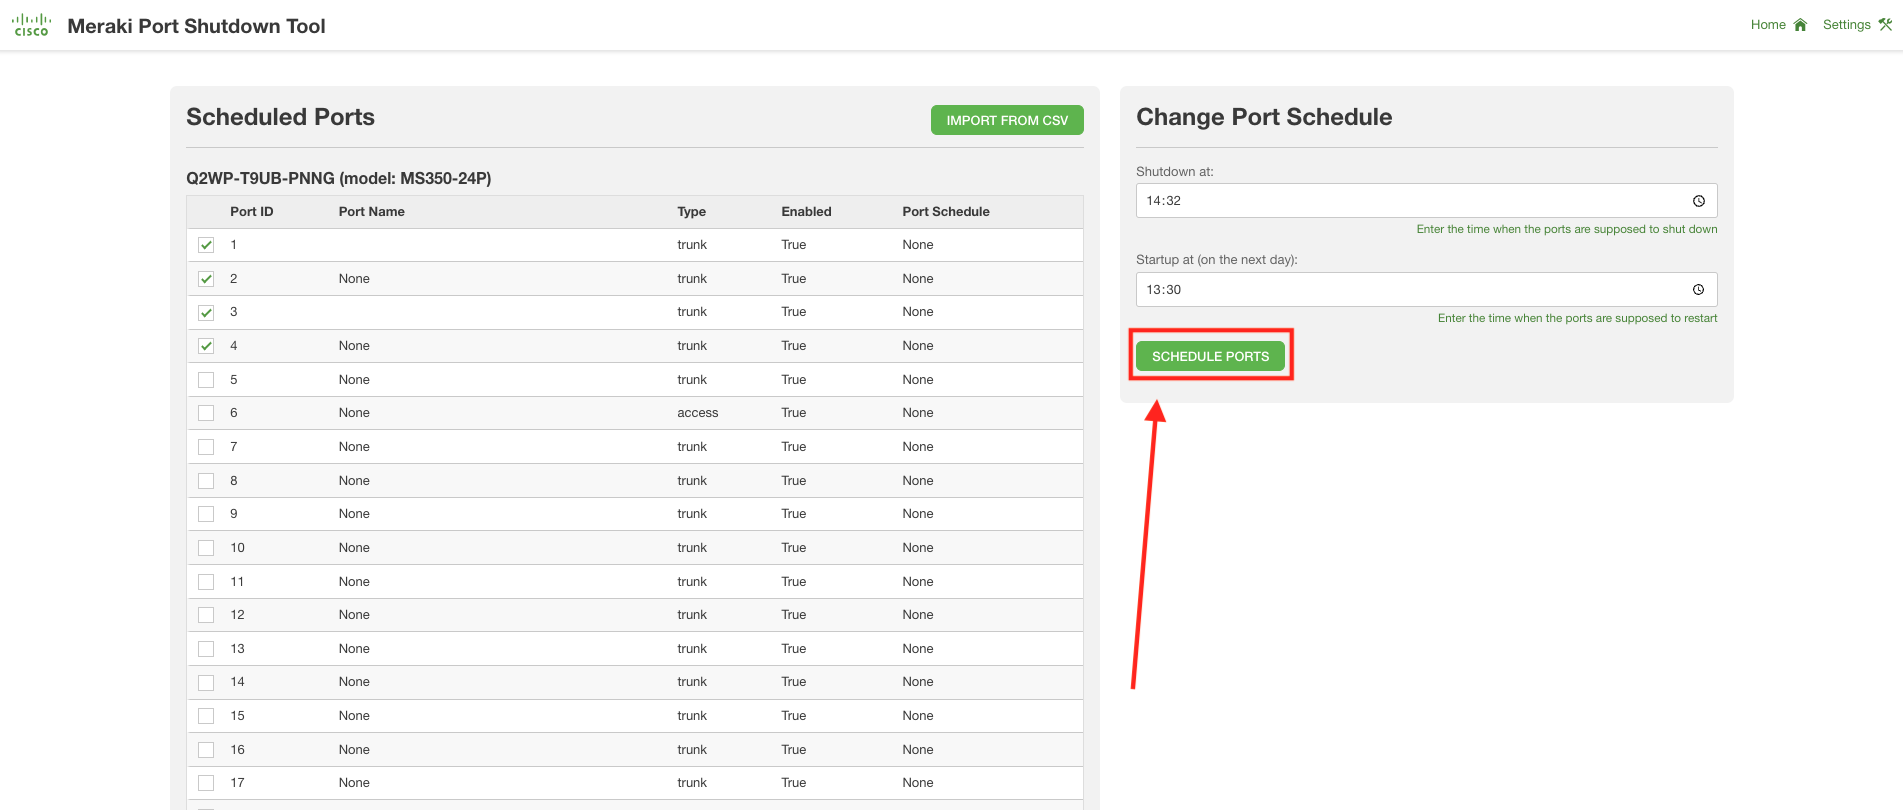 CISCO
Meraki Port Shutdown Tool
Home
Settings
Scheduled Ports
IMPORT FROM CSV
Q2WP-T9UB-PNNG (model: MS350-24P)
Port ID Port Name Type Enabled Port Schedule
1 trunk True None
2 None trunk True None
3 trunk True None
4 None trunk True None
5 None trunk True None
6 None access True None
7 None trunk True None
8 None trunk True None
9 None trunk True None
10 None trunk True None
11 None trunk True None
12 None trunk True None
13 None trunk True None
14 None trunk True None
15 None trunk True None
16 None trunk True None
17 None trunk True None
Change Port Schedule
Shutdown at:
14:32
Enter the time when the ports are supposed to shut down
Startup at (on the next day):
13:30
Enter the time when the ports are supposed to restart
SCHEDULE PORTS